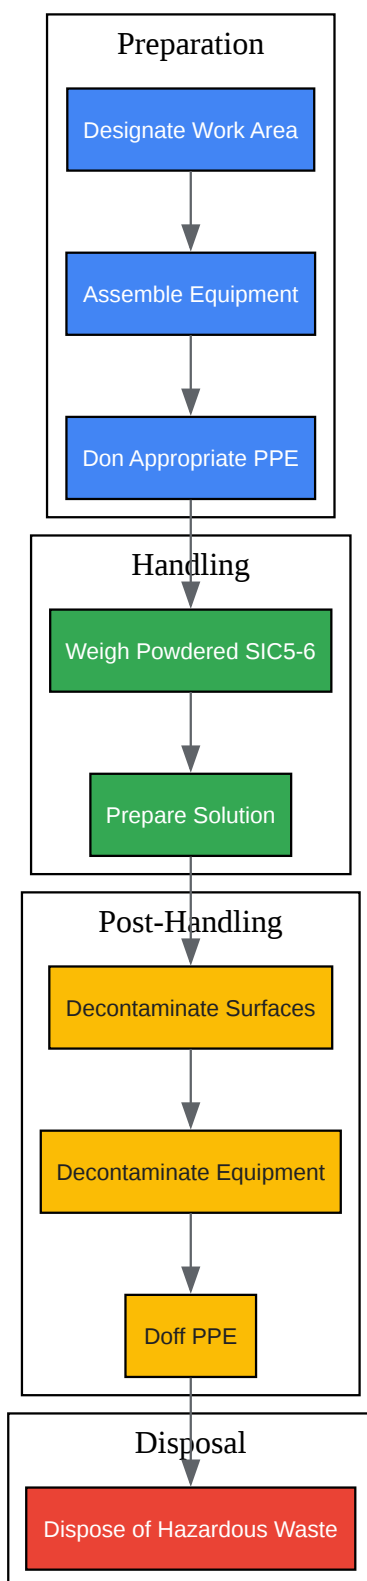 Preparation
Designate Work Area
Assemble Equipment
Don Appropriate PPE
Handling
Weigh Powdered SIC5-6
Prepare Solution
Post-Handling
Decontaminate Surfaces
Decontaminate Equipment
Doff PPE
Disposal
Dispose of Hazardous Waste